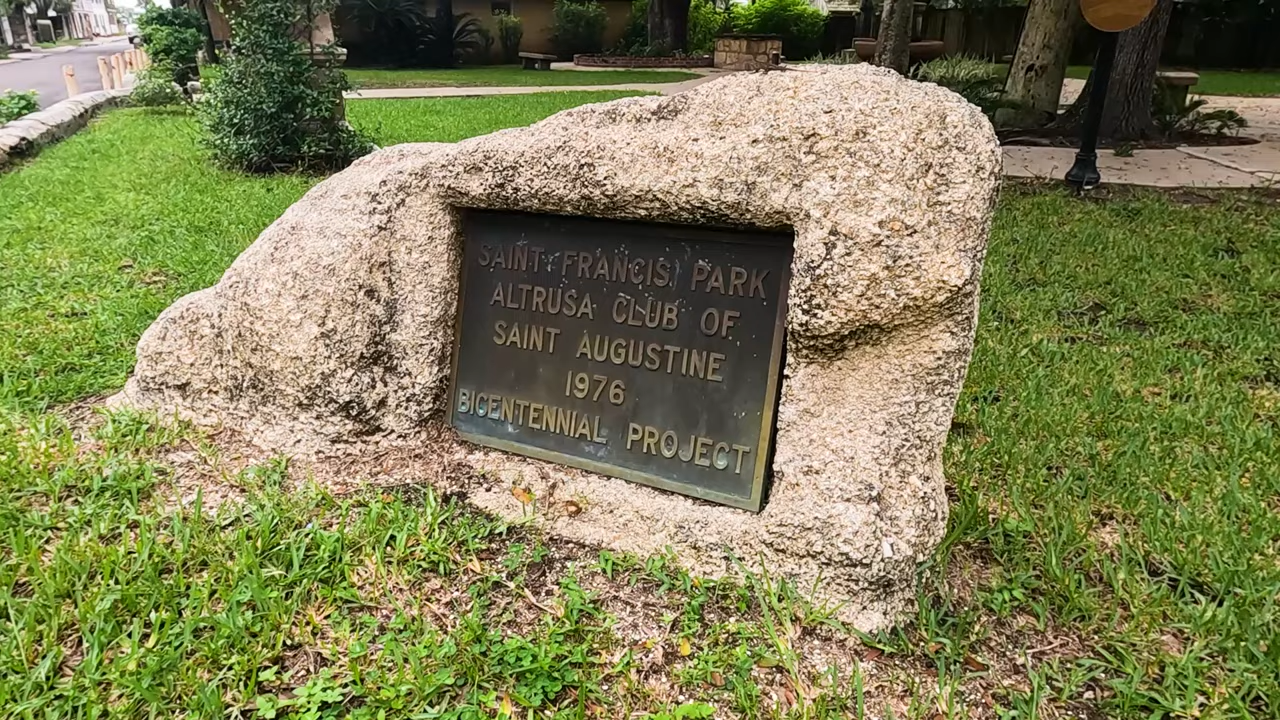 SAINT FRANCIS PARK
ALTRUSA CLUB OF
SAINT AUGUSTINE
1976
BICENTENNIAL PROJECT